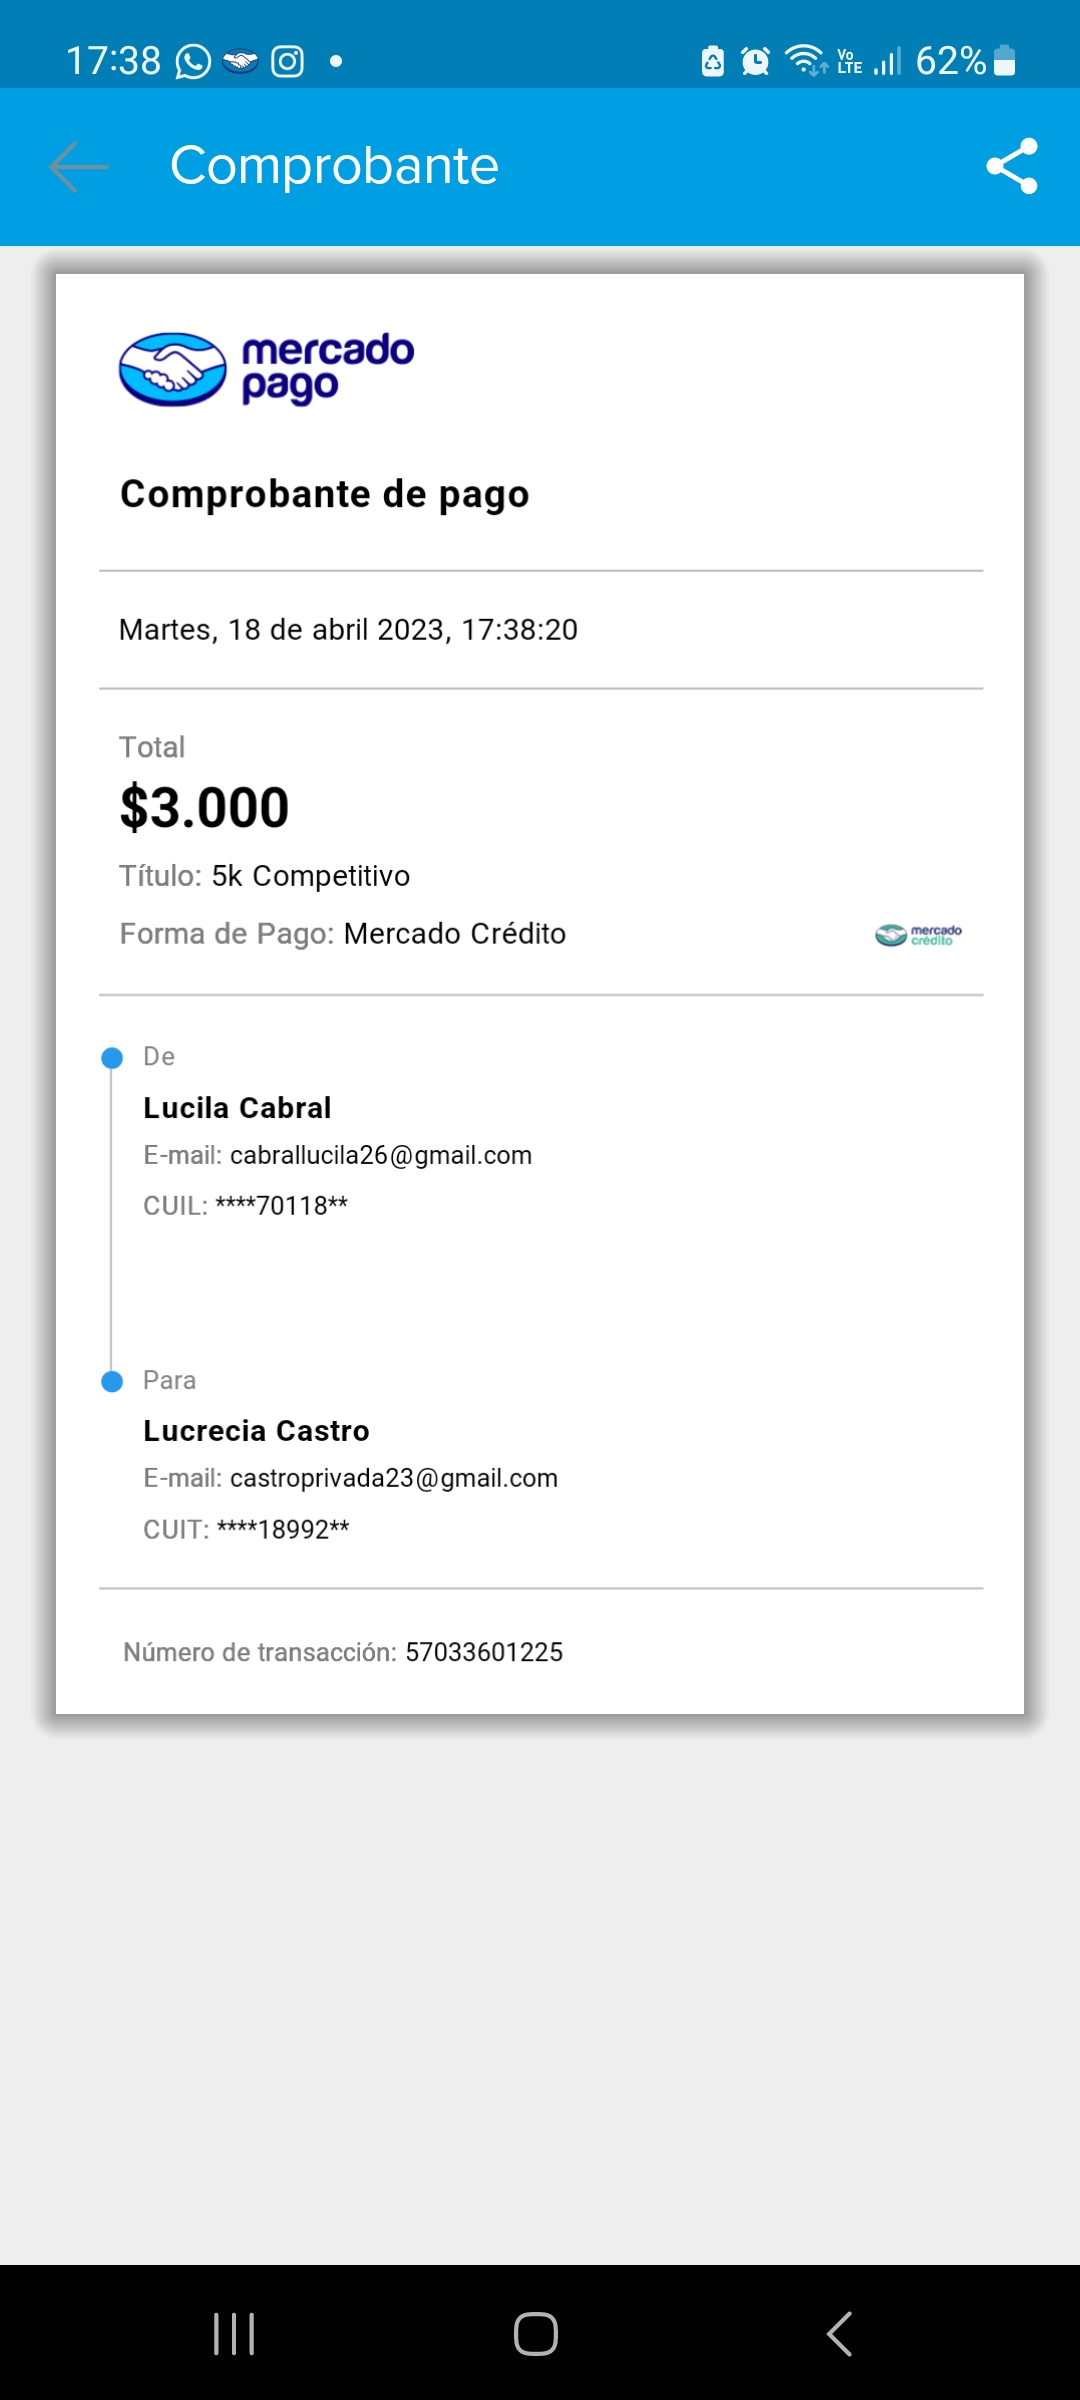 17:38
Vo
LTE
62%
Comprobante
mercado
pago
Comprobante de pago
Martes, 18 de abril 2023, 17:38:20
Total
$3.000
Título: 5k Competitivo
Forma de Pago: Mercado Crédito
mercado
crédito
De
Lucila Cabral
E-mail: cabrallucila26@gmail.com
CUIL: ****70118**
Para
Lucrecia Castro
E-mail: castroprivada23@gmail.com
CUIT: ****18992**
Número de transacción: 57033601225